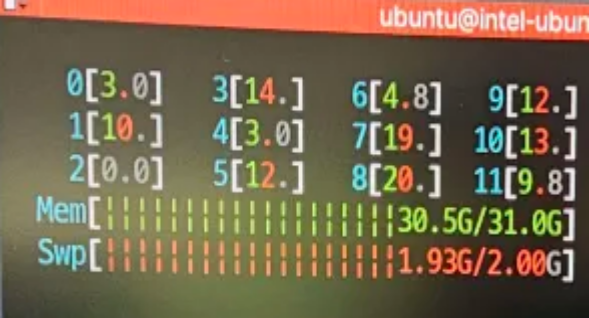 ubuntu@intel-ubun
0[3.0] 3[14.] 6[4.8] 9[12.]
1[10.] 4[3.0] 7[19.] 10[13.]
2[0.0] 5[12.] 8[20.] 11[9.8]
Mem[||||||||||||||||||30.5G/31.0G]
Swp[||||||||||||||||||1.93G/2.00G]